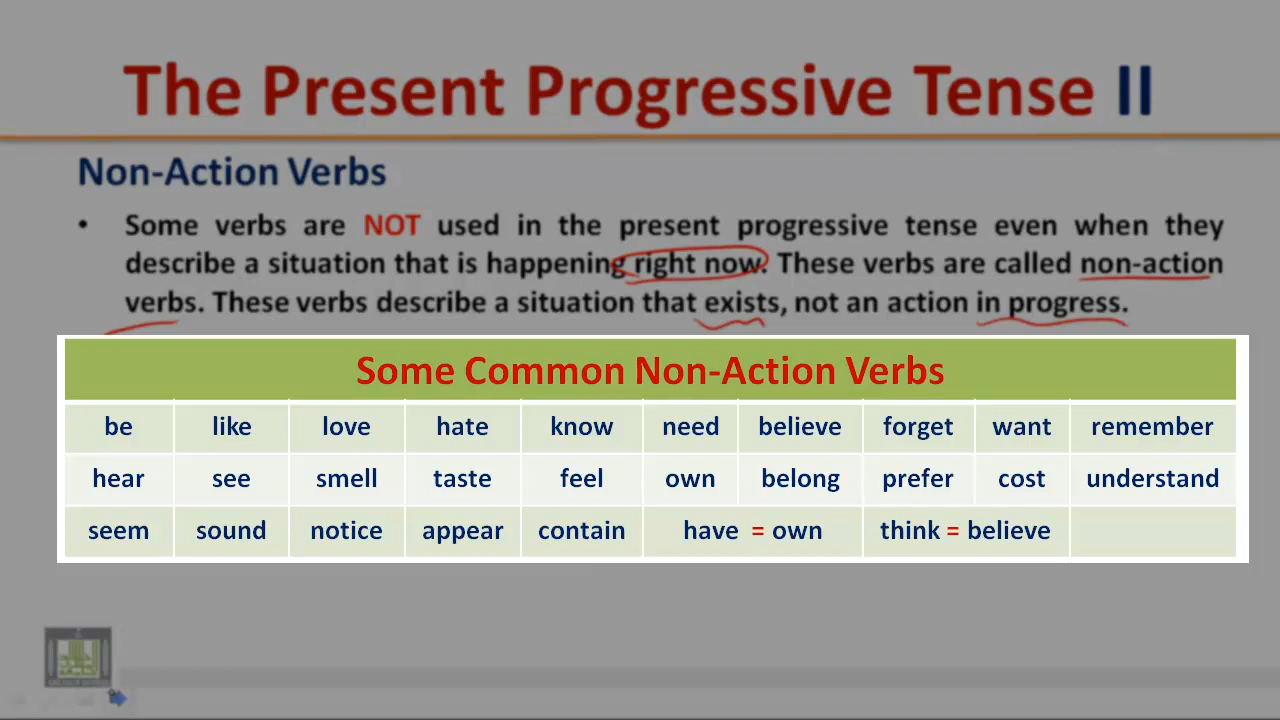 The Present Progressive Tense II
Non-Action Verbs
• Some verbs are NOT used in the present progressive tense even when they
describe a situation that is happening right now. These verbs are called non-action
verbs. These verbs describe a situation that exists, not an action in progress.
Some Common Non-Action Verbs
be like love hate know need believe forget want remember
hear see smell taste feel own belong prefer cost understand
seem sound notice appear contain have = own think = believe